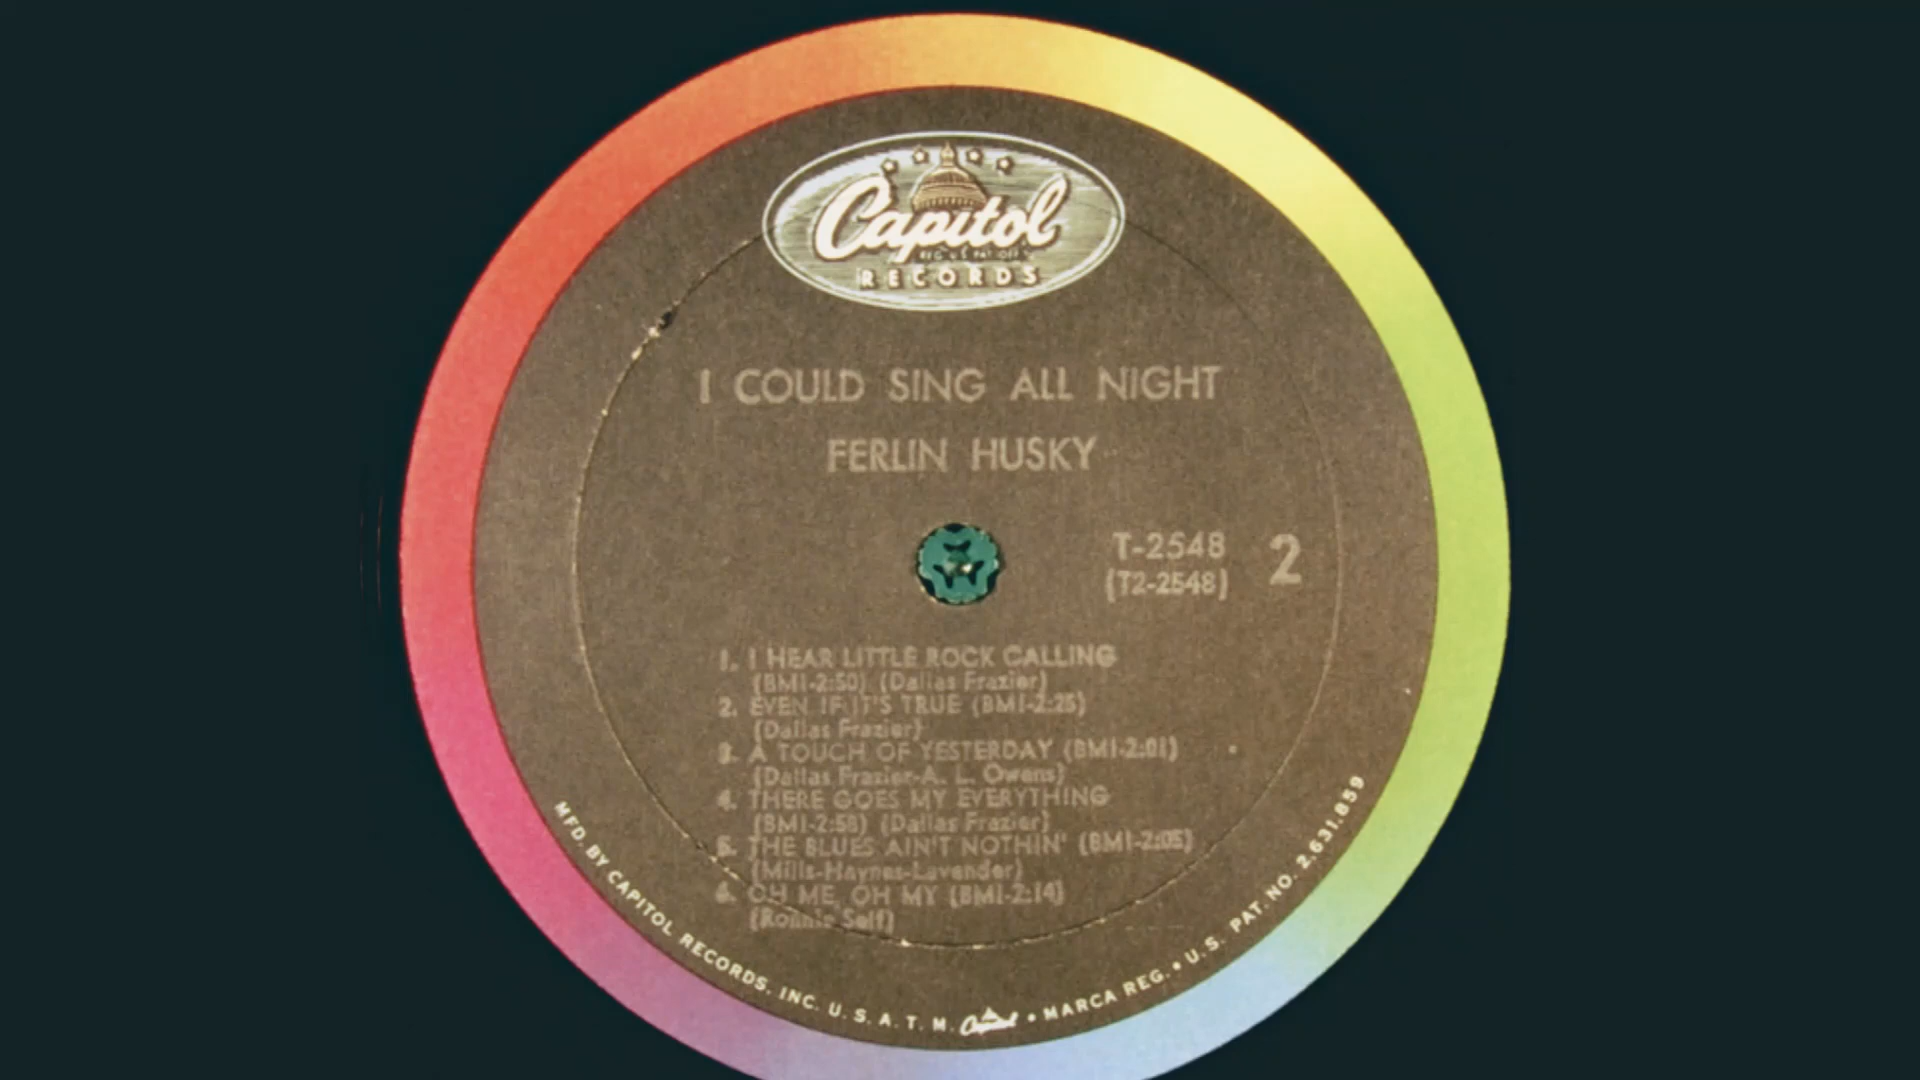 Capitol
REG. U.S. PAT. OFF.
RECORDS
I COULD SING ALL NIGHT
FERLIN HUSKY
T-2548
(T2-2548)
2
1. I HEAR LITTLE ROCK CALLING
(BMI-2:50) (Dallas Frazier)
2. EVEN IF IT'S TRUE (BMI-2:25)
(Dallas Frazier)
3. A TOUCH OF YESTERDAY (BMI-2:01)
(Dallas Frazier-A. L. Owens)
4. THERE GOES MY EVERYTHING
(BMI-2:58) (Dallas Frazier)
5. THE BLUES AIN'T NOTHIN' (BMI-2:05)
(Mills-Haynes-Lavender)
6. OH ME, OH MY (BMI-2:14)
(Ronnie Self)
MFD. BY CAPITOL RECORDS, INC. U. S. A. T. M. Capitol • MARCA REG. • U.S. PAT. NO. 2,631,859